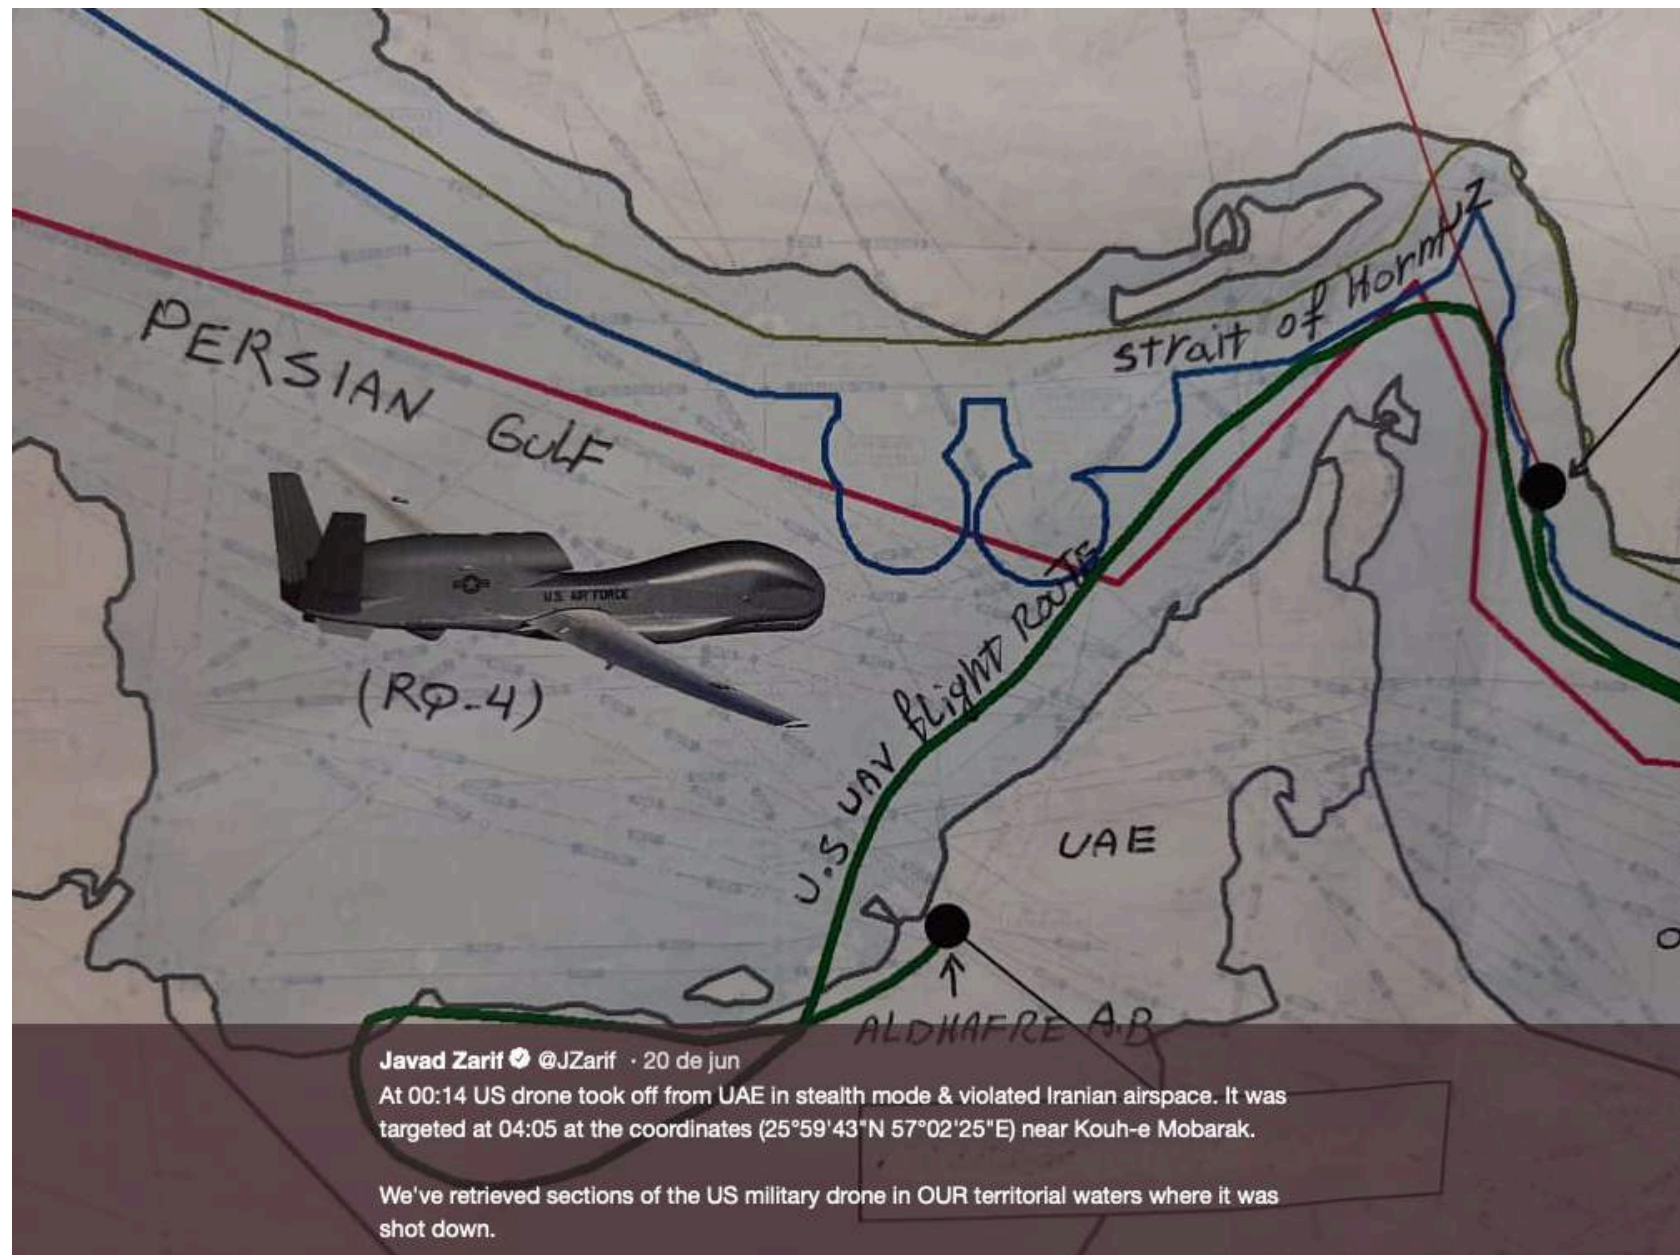 strait of Hormuz
PERSIAN GULF
U.S. AIR FORCE
(RQ-4)
U.S UAV flight RouTE
UAE
O
ALDHAFRE A.B
Javad Zarif @JZarif · 20 de jun
At 00:14 US drone took off from UAE in stealth mode & violated Iranian airspace. It was
targeted at 04:05 at the coordinates (25°59'43"N 57°02'25"E) near Kouh-e Mobarak.
We've retrieved sections of the US military drone in OUR territorial waters where it was
shot down.